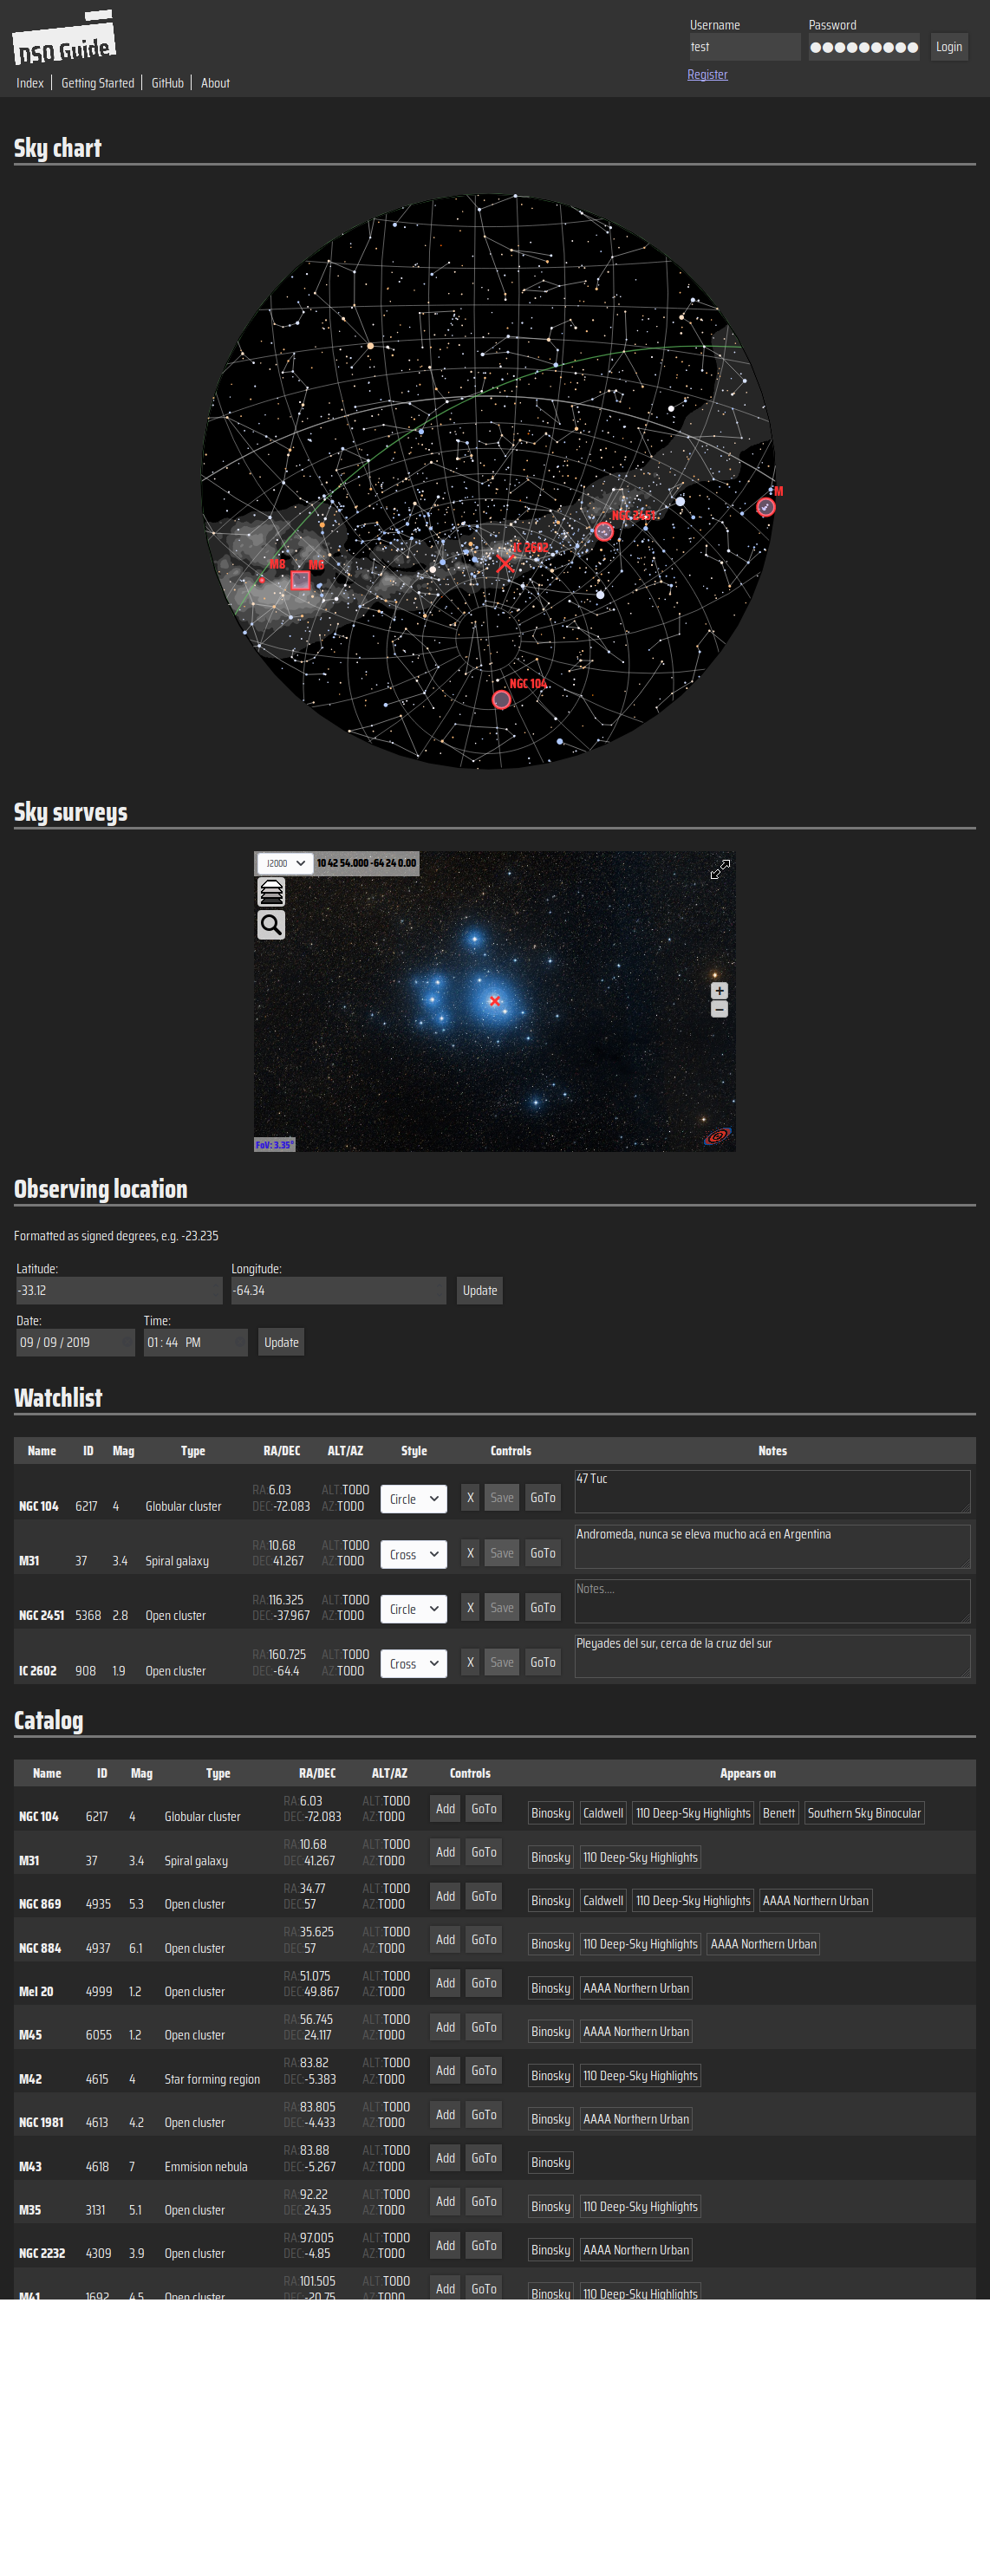 DSO Guide
Username Password
test ●●●●●●●●● Login
Register
Index Getting Started GitHub About
Sky chart
M
NGC 2451
IC 2602
M8 M6
NGC 104
Sky surveys
J2000 10 42 54.000 -64 24 0.00
+
−
FoV: 3.35°
Observing location
Formatted as signed degrees, e.g. -23.235
Latitude: Longitude:
-33.12 -64.34 Update
Date: Time:
09 / 09 / 2019 01 : 44 PM Update
Watchlist
Name ID Mag Type RA/DEC ALT/AZ Style Controls Notes
NGC 104 6217 4 Globular cluster RA:6.03 DEC:-72.083 ALT:TODO AZ:TODO Circle X Save GoTo 47 Tuc
M31 37 3.4 Spiral galaxy RA:10.68 DEC:41.267 ALT:TODO AZ:TODO Cross X Save GoTo Andromeda, nunca se eleva mucho acá en Argentina
NGC 2451 5368 2.8 Open cluster RA:116.325 DEC:-37.967 ALT:TODO AZ:TODO Circle X Save GoTo Notes....
IC 2602 908 1.9 Open cluster RA:160.725 DEC:-64.4 ALT:TODO AZ:TODO Cross X Save GoTo Pleyades del sur, cerca de la cruz del sur
Catalog
Name ID Mag Type RA/DEC ALT/AZ Controls Appears on
NGC 104 6217 4 Globular cluster RA:6.03 DEC:-72.083 ALT:TODO AZ:TODO Add GoTo Binosky Caldwell 110 Deep-Sky Highlights Benett Southern Sky Binocular
M31 37 3.4 Spiral galaxy RA:10.68 DEC:41.267 ALT:TODO AZ:TODO Add GoTo Binosky 110 Deep-Sky Highlights
NGC 869 4935 5.3 Open cluster RA:34.77 DEC:57 ALT:TODO AZ:TODO Add GoTo Binosky Caldwell 110 Deep-Sky Highlights AAAA Northern Urban
NGC 884 4937 6.1 Open cluster RA:35.625 DEC:57 ALT:TODO AZ:TODO Add GoTo Binosky 110 Deep-Sky Highlights AAAA Northern Urban
Mel 20 4999 1.2 Open cluster RA:51.075 DEC:49.867 ALT:TODO AZ:TODO Add GoTo Binosky AAAA Northern Urban
M45 6055 1.2 Open cluster RA:56.745 DEC:24.117 ALT:TODO AZ:TODO Add GoTo Binosky AAAA Northern Urban
M42 4615 4 Star forming region RA:83.82 DEC:-5.383 ALT:TODO AZ:TODO Add GoTo Binosky 110 Deep-Sky Highlights
NGC 1981 4613 4.2 Open cluster RA:83.805 DEC:-4.433 ALT:TODO AZ:TODO Add GoTo Binosky AAAA Northern Urban
M43 4618 7 Emmision nebula RA:83.88 DEC:-5.267 ALT:TODO AZ:TODO Add GoTo Binosky
M35 3131 5.1 Open cluster RA:92.22 DEC:24.35 ALT:TODO AZ:TODO Add GoTo Binosky 110 Deep-Sky Highlights
NGC 2232 4309 3.9 Open cluster RA:97.005 DEC:-4.85 ALT:TODO AZ:TODO Add GoTo Binosky AAAA Northern Urban
M41 1692 4.5 Open cluster RA:101.505 DEC:-20.75 ALT:TODO AZ:TODO Add GoTo Binosky 110 Deep-Sky Highlights